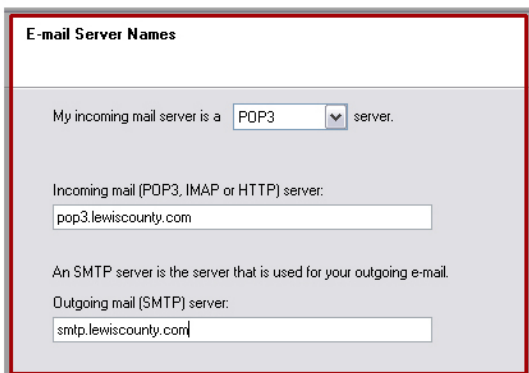 E-mail Server Names
My incoming mail server is a POP3 server.
Incoming mail (POP3, IMAP or HTTP) server:
pop3.lewiscounty.com
An SMTP server is the server that is used for your outgoing e-mail.
Outgoing mail (SMTP) server:
smtp.lewiscounty.com